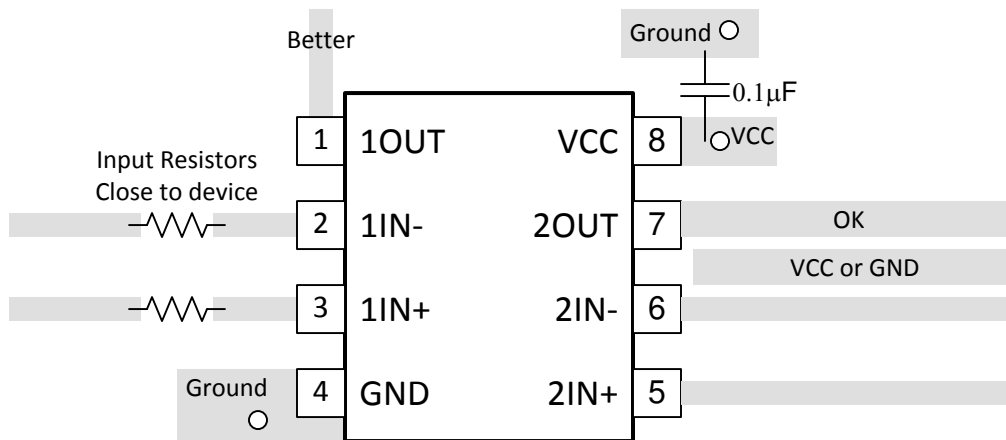 Better
Ground
0.1μF
1 1OUT VCC 8 VCC
Input Resistors
Close to device
2 1IN- 2OUT 7 OK
VCC or GND
3 1IN+ 2IN- 6
Ground
4 GND 2IN+ 5